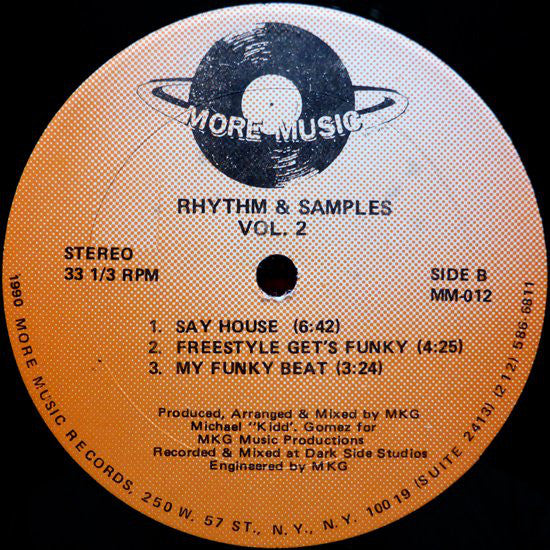 MORE MUSIC
RHYTHM & SAMPLES
VOL. 2
STEREO
33 1/3 RPM
SIDE B
MM-012
1. SAY HOUSE (6:42)
2. FREESTYLE GET'S FUNKY (4:25)
3. MY FUNKY BEAT (3:24)
Produced, Arranged & Mixed by MKG
Michael "Kidd'. Gomez for
MKG Music Productions
Recorded & Mixed at Dark Side Studios
Engineered by MKG
1990 MORE MUSIC RECORDS, 250 W. 57 ST., N.Y., N.Y. 10019 (SUITE 2413) (212) 586-6811